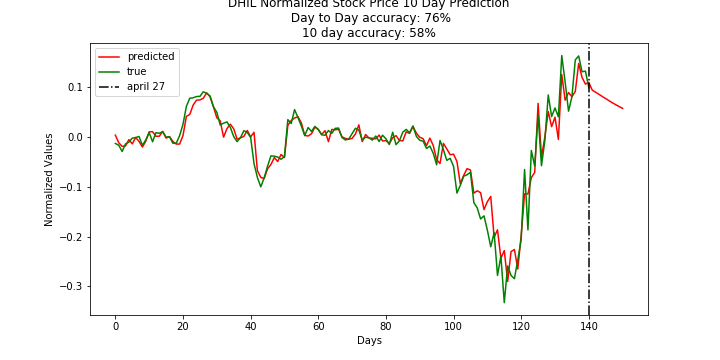 DHIL Normalized Stock Price 10 Day Prediction
Day to Day accuracy: 76%
10 day accuracy: 58%
predicted
true
april 27
Normalized Values
0.1
0.0
−0.1
−0.2
−0.3
0
20
40
60
80
100
120
140
Days